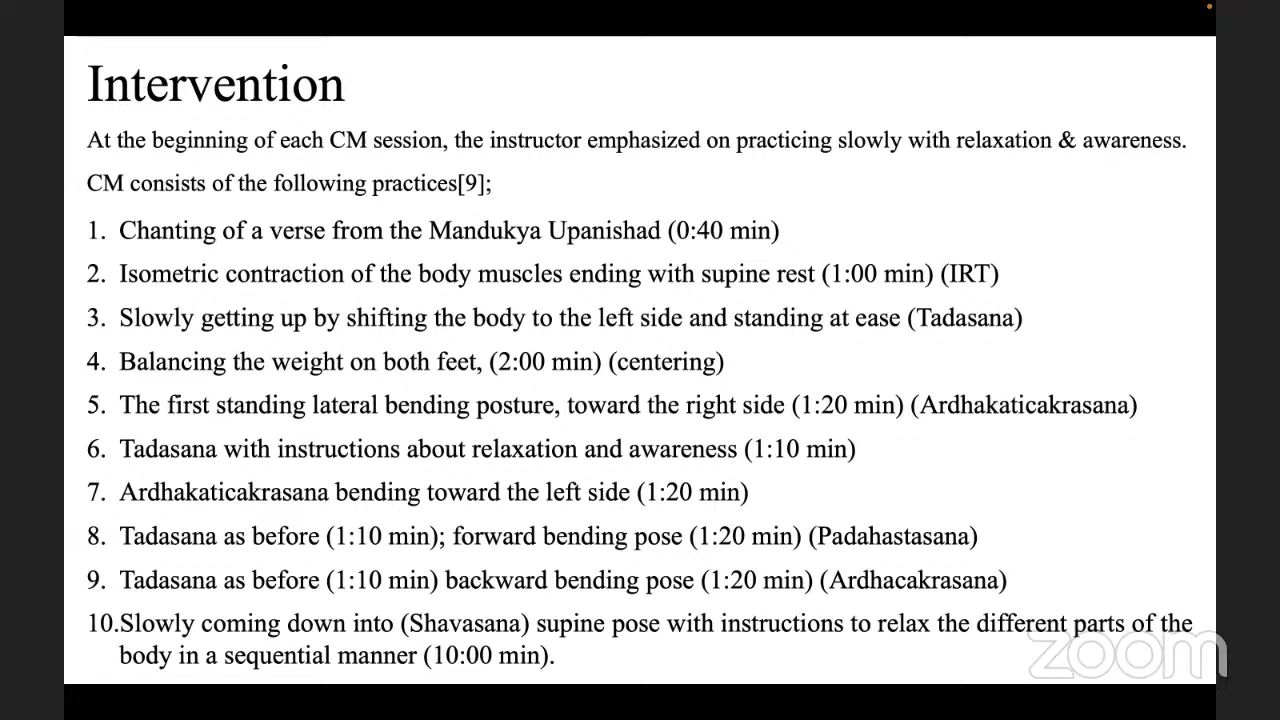 Intervention
At the beginning of each CM session, the instructor emphasized on practicing slowly with relaxation & awareness.
CM consists of the following practices[9];
1. Chanting of a verse from the Mandukya Upanishad (0:40 min)
2. Isometric contraction of the body muscles ending with supine rest (1:00 min) (IRT)
3. Slowly getting up by shifting the body to the left side and standing at ease (Tadasana)
4. Balancing the weight on both feet, (2:00 min) (centering)
5. The first standing lateral bending posture, toward the right side (1:20 min) (Ardhakaticakrasana)
6. Tadasana with instructions about relaxation and awareness (1:10 min)
7. Ardhakaticakrasana bending toward the left side (1:20 min)
8. Tadasana as before (1:10 min); forward bending pose (1:20 min) (Padahastasana)
9. Tadasana as before (1:10 min) backward bending pose (1:20 min) (Ardhacakrasana)
10.Slowly coming down into (Shavasana) supine pose with instructions to relax the different parts of the
body in a sequential manner (10:00 min).
zoom